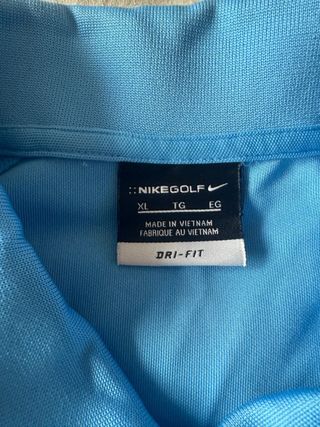 ::NIKEGOLF
XL TG EG
MADE IN VIETNAM
FABRIQUE AU VIETNAM
DRI-FIT